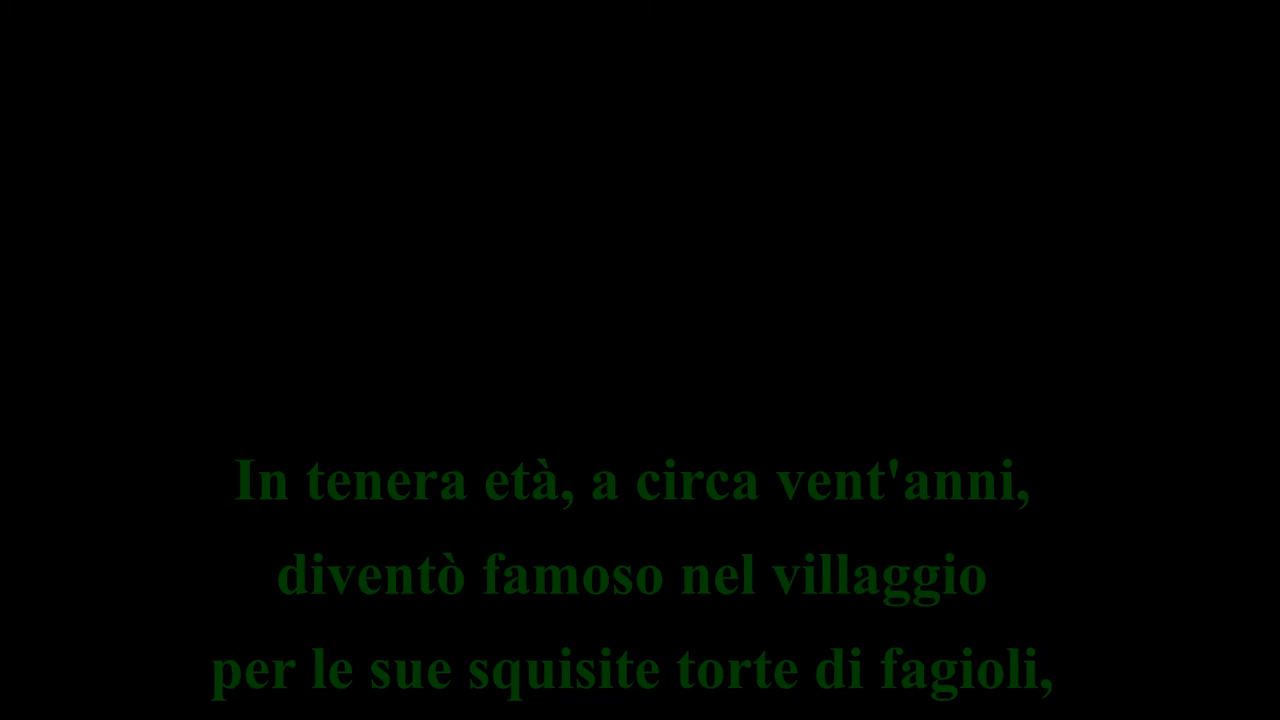 In tenera età, a circa vent'anni,
diventò famoso nel villaggio
per le sue squisite torte di fagioli,